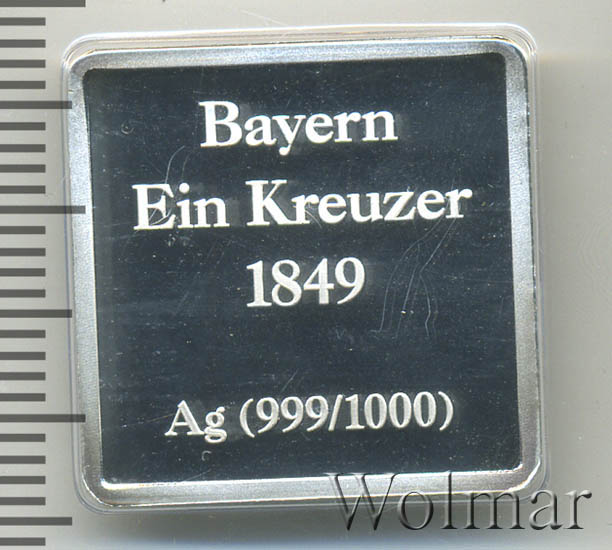 Bayern
Ein Kreuzer
1849
Ag (999/1000)
Wolmar